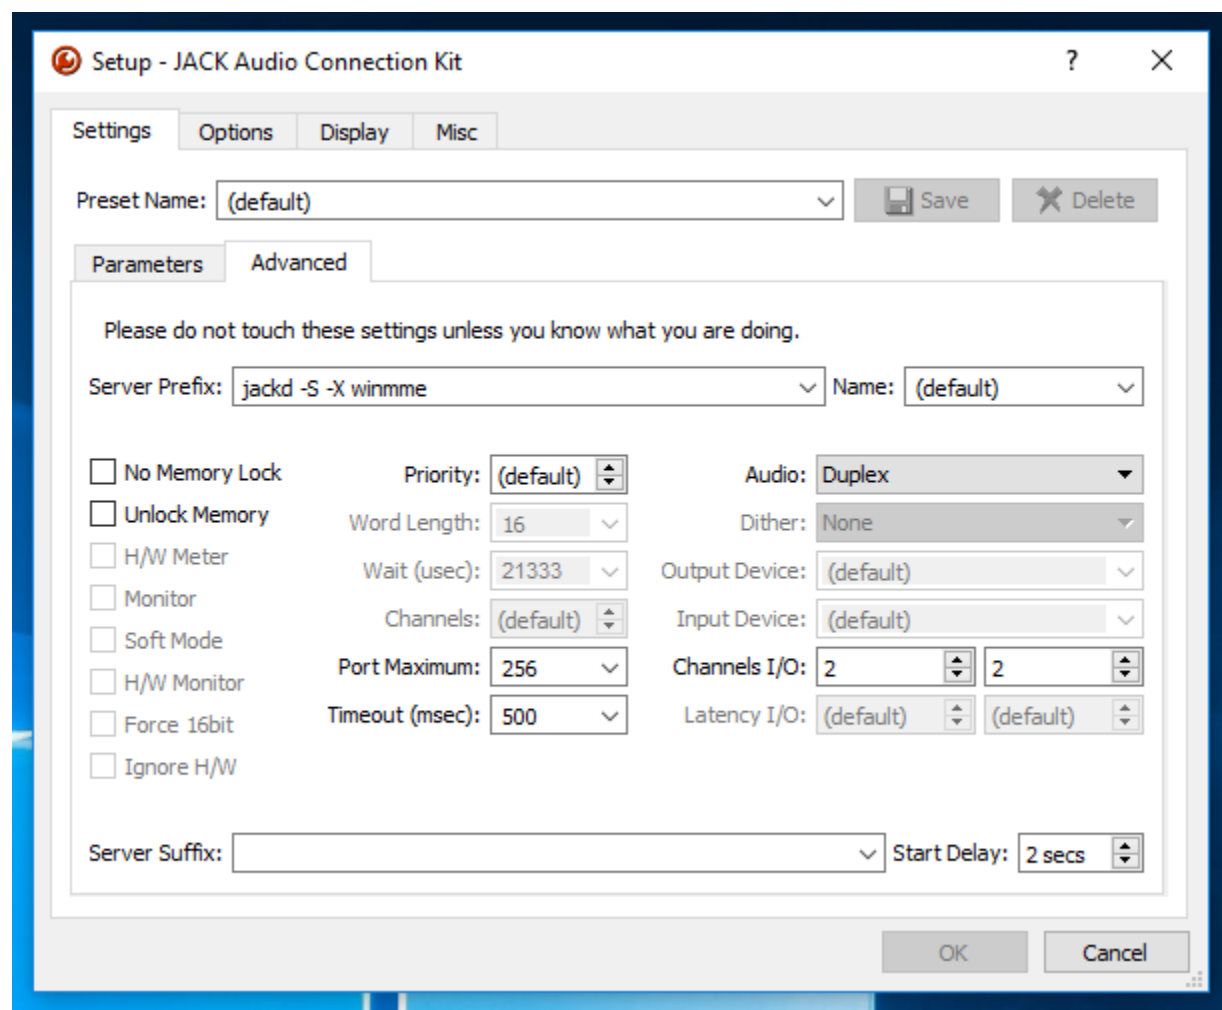 Setup - JACK Audio Connection Kit ?
Settings Options Display Misc
Preset Name: (default) Save Delete
Parameters Advanced
Please do not touch these settings unless you know what you are doing.
Server Prefix: jackd -S -X winmme Name: (default)
No Memory Lock Priority: (default) Audio: Duplex
Unlock Memory Word Length: 16 Dither: None
H/W Meter Wait (usec): 21333 Output Device: (default)
Monitor Channels: (default) Input Device: (default)
Soft Mode Port Maximum: 256 Channels I/O: 2 2
H/W Monitor Timeout (msec): 500 Latency I/O: (default) (default)
Force 16bit
Ignore H/W
Server Suffix: Start Delay: 2 secs
OK Cancel